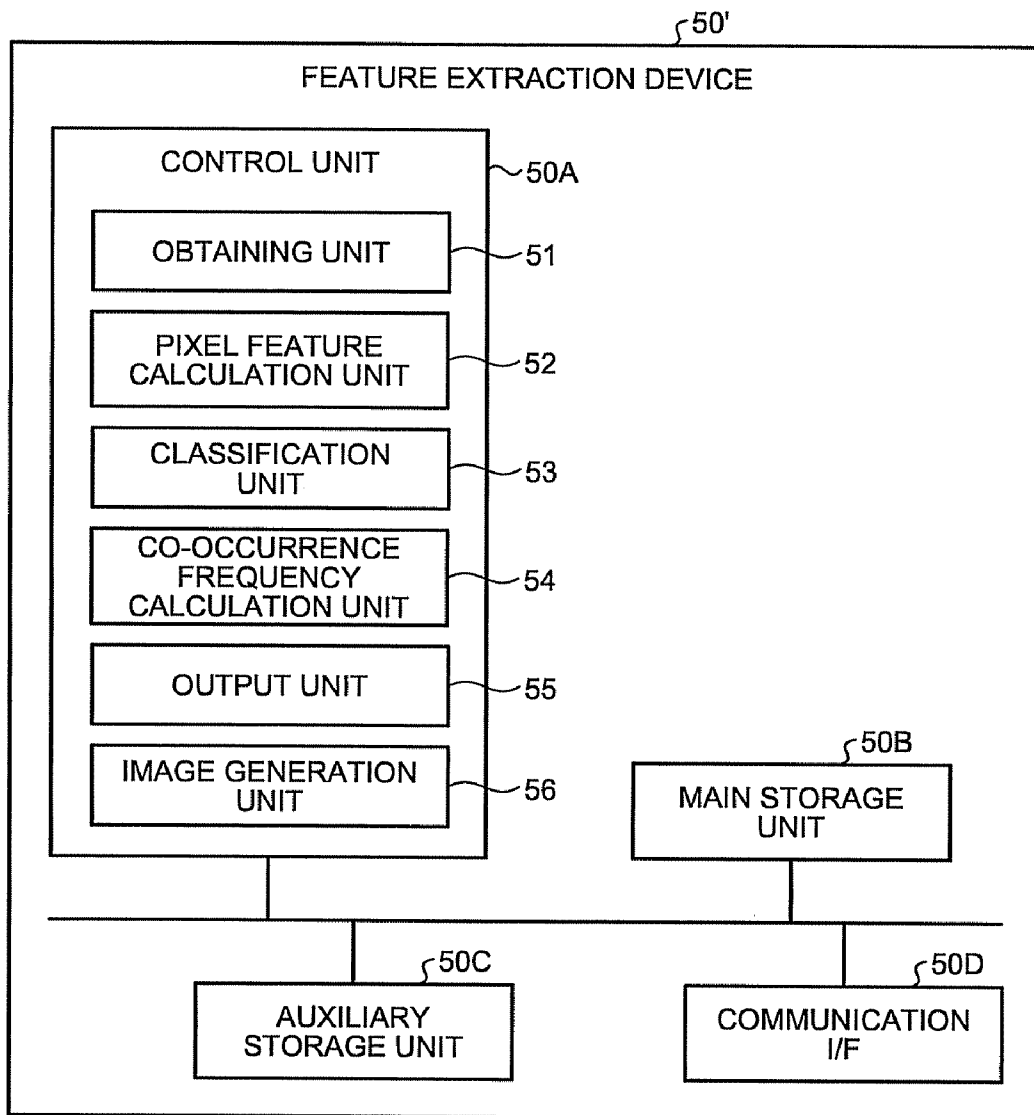 50'
FEATURE EXTRACTION DEVICE
CONTROL UNIT
50A
OBTAINING UNIT
51
PIXEL FEATURE
CALCULATION UNIT
52
CLASSIFICATION
UNIT
53
CO-OCCURRENCE
FREQUENCY
CALCULATION UNIT
54
OUTPUT UNIT
55
IMAGE GENERATION
UNIT
56
50B
MAIN STORAGE
UNIT
50C
AUXILIARY
STORAGE UNIT
50D
COMMUNICATION
I/F